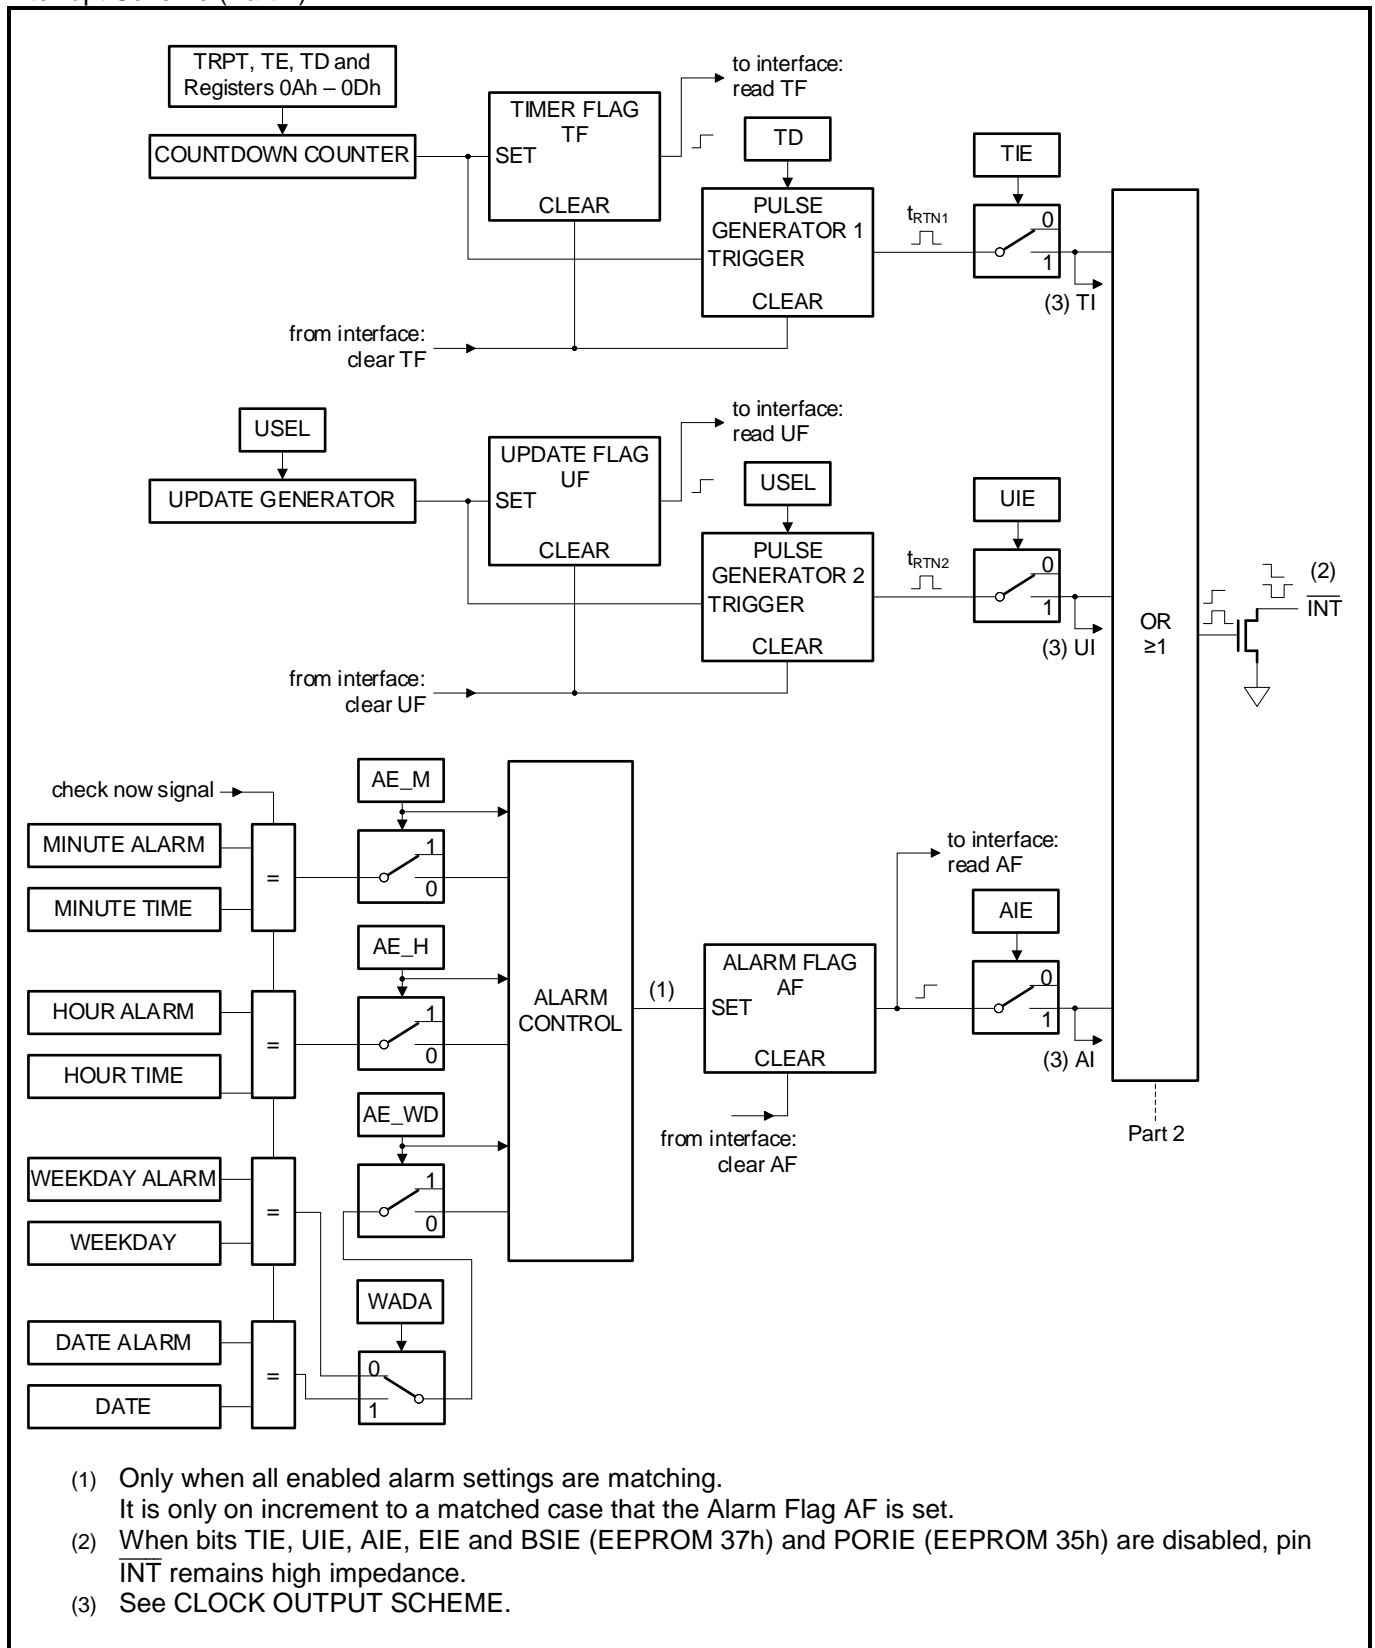 TRPT, TE, TD and
Registers 0Ah – 0Dh
COUNTDOWN COUNTER
TIMER FLAG
TF
SET
CLEAR
to interface:
read TF
TD
PULSE
GENERATOR 1
TRIGGER
CLEAR
tRTN1
TIE
0
1
(3) TI
from interface:
clear TF
USEL
UPDATE GENERATOR
UPDATE FLAG
UF
SET
CLEAR
to interface:
read UF
USEL
PULSE
GENERATOR 2
TRIGGER
CLEAR
tRTN2
UIE
0
1
(3) UI
from interface:
clear UF
OR
≥1
(2)
INT
check now signal
MINUTE ALARM
MINUTE TIME
=
AE_M
1
0
HOUR ALARM
HOUR TIME
=
AE_H
1
0
WEEKDAY ALARM
WEEKDAY
=
AE_WD
1
0
DATE ALARM
DATE
=
WADA
0
1
ALARM
CONTROL
(1)
ALARM FLAG
AF
SET
CLEAR
to interface:
read AF
AIE
0
1
(3) AI
from interface:
clear AF
Part 2
(1) Only when all enabled alarm settings are matching.
It is only on increment to a matched case that the Alarm Flag AF is set.
(2) When bits TIE, UIE, AIE, EIE and BSIE (EEPROM 37h) and PORIE (EEPROM 35h) are disabled, pin
INT remains high impedance.
(3) See CLOCK OUTPUT SCHEME.